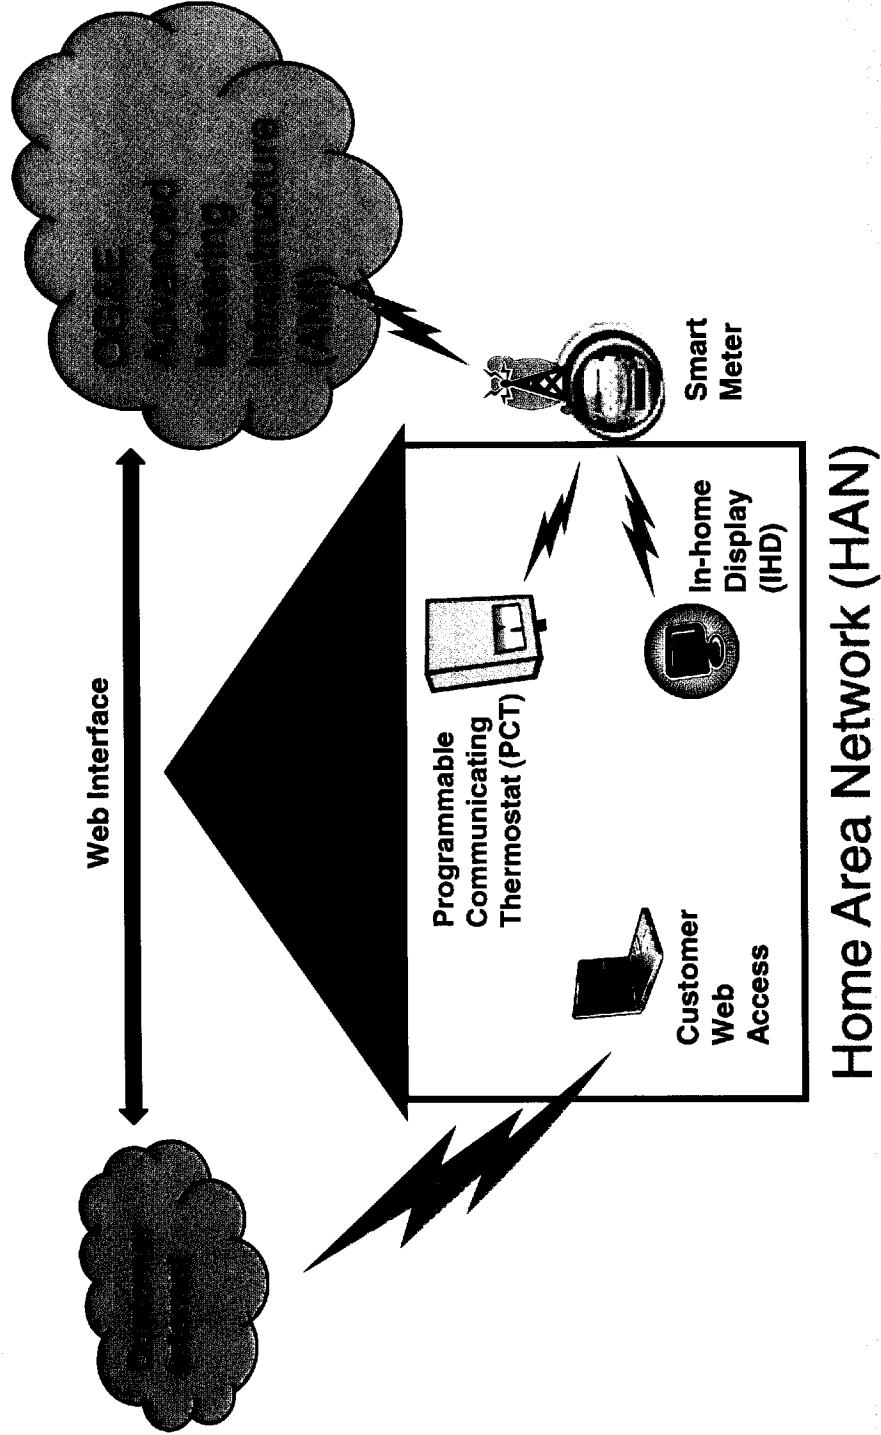 Web Interface
OG&E
Advanced
Metering
Infrastructure
(AMI)
Programmable
Communicating
Thermostat (PCT)
Smart
Meter
Customer
Web
Access
In-home
Display
(IHD)
Home Area Network (HAN)